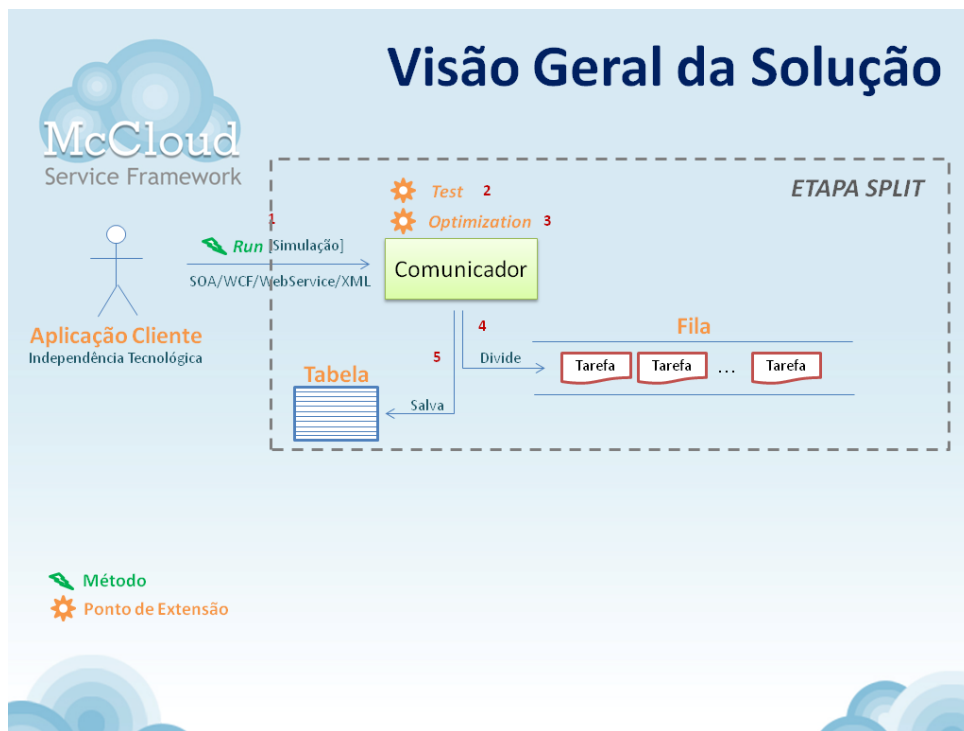 Visão Geral da Solução
McCloud
Service Framework
ETAPA SPLIT
Test 2
Optimization 3
1
Run [Simulação]
SOA/WCF/WebService/XML
Comunicador
Aplicação Cliente
Independência Tecnológica
4
5
Divide
Fila
Tarefa Tarefa ... Tarefa
Tabela
Salva
Método
Ponto de Extensão